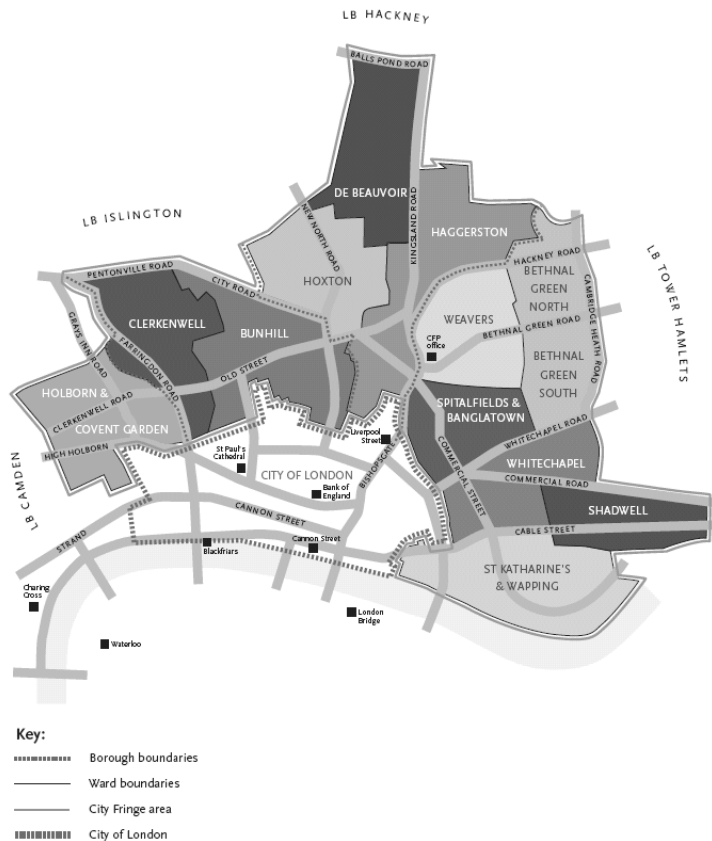 LB HACKNEY
BALLS POND ROAD
DE BEAUVOIR
LB ISLINGTON
NEW NORTH ROAD
KINGSLAND ROAD
HAGGERSTON
LB TOWER HAMLETS
PENTONVILLE ROAD
CITY ROAD
HOXTON
HACKNEY ROAD
BETHNAL
GREEN
NORTH
CAMBRIDGE HEATH ROAD
GRAYS INN ROAD
CLERKENWELL
FARRINGDON ROAD
BUNHILL
WEAVERS
BETHNAL GREEN ROAD
CFP
office
OLD STREET
BETHNAL
GREEN
SOUTH
HOLBORN &
COVENT GARDEN
CLERKENWELL ROAD
SPITALFIELDS &
BANGLATOWN
WHITECHAPEL ROAD
HIGH HOLBORN
St Paul's
Cathedral
Liverpool
Street
BISHOPSGATE
COMMERCIAL STREET
WHITECHAPEL
COMMERCIAL ROAD
LB CAMDEN
CITY OF LONDON
Bank of
England
SHADWELL
CANNON STREET
CABLE STREET
STRAND
Blackfriars
Cannon Street
ST KATHARINE'S
& WAPPING
Charing
Cross
London
Bridge
Waterloo
Key:
Borough boundaries
Ward boundaries
City Fringe area
City of London